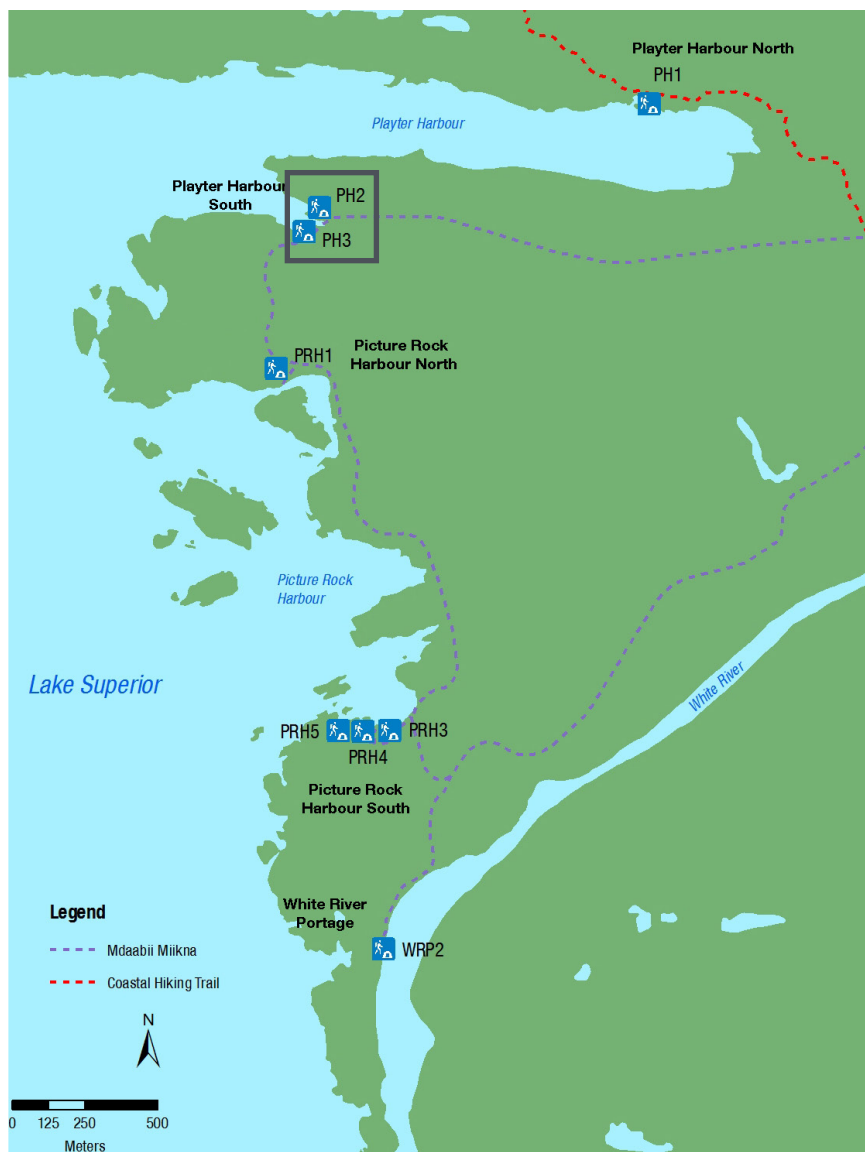 Playter Harbour North
PH1
Playter Harbour
Playter Harbour
South
PH2
PH3
PRH1
Picture Rock
Harbour North
Picture Rock
Harbour
Lake Superior
White River
PRH5
PRH4
PRH3
Picture Rock
Harbour South
White River
Portage
WRP2
Legend
Mdaabii Miikna
Coastal Hiking Trail
N
0 125 250 500
Meters